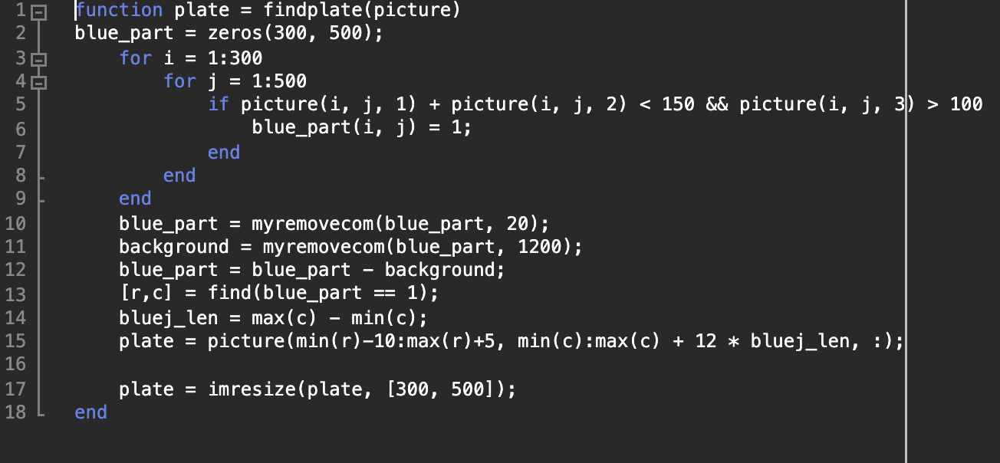 1 function plate = findplate(picture)
2 blue_part = zeros(300, 500);
3 for i = 1:300
4 for j = 1:500
5 if picture(i, j, 1) + picture(i, j, 2) < 150 && picture(i, j, 3) > 100
6 blue_part(i, j) = 1;
7 end
8 end
9 end
10 blue_part = myremovecom(blue_part, 20);
11 background = myremovecom(blue_part, 1200);
12 blue_part = blue_part - background;
13 [r,c] = find(blue_part == 1);
14 bluej_len = max(c) - min(c);
15 plate = picture(min(r)-10:max(r)+5, min(c):max(c) + 12 * bluej_len, :);
16
17 plate = imresize(plate, [300, 500]);
18 end